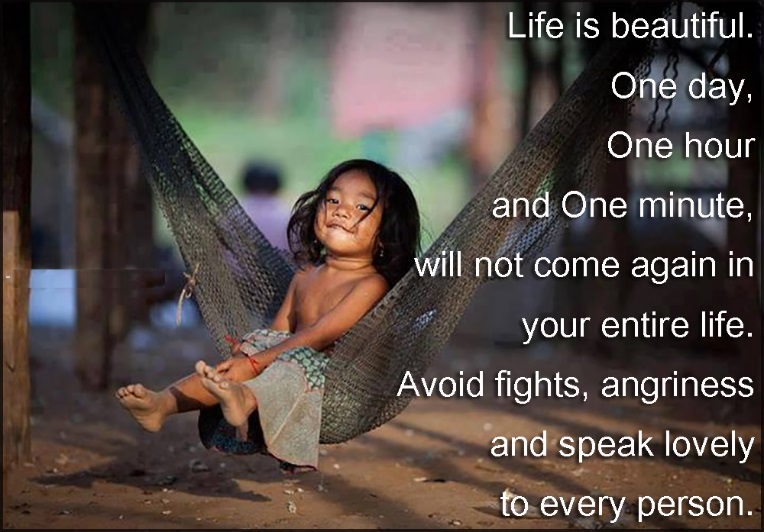 Life is beautiful.
One day,
One hour
and One minute,
will not come again in
your entire life.
Avoid fights, angriness
and speak lovely
to every person.